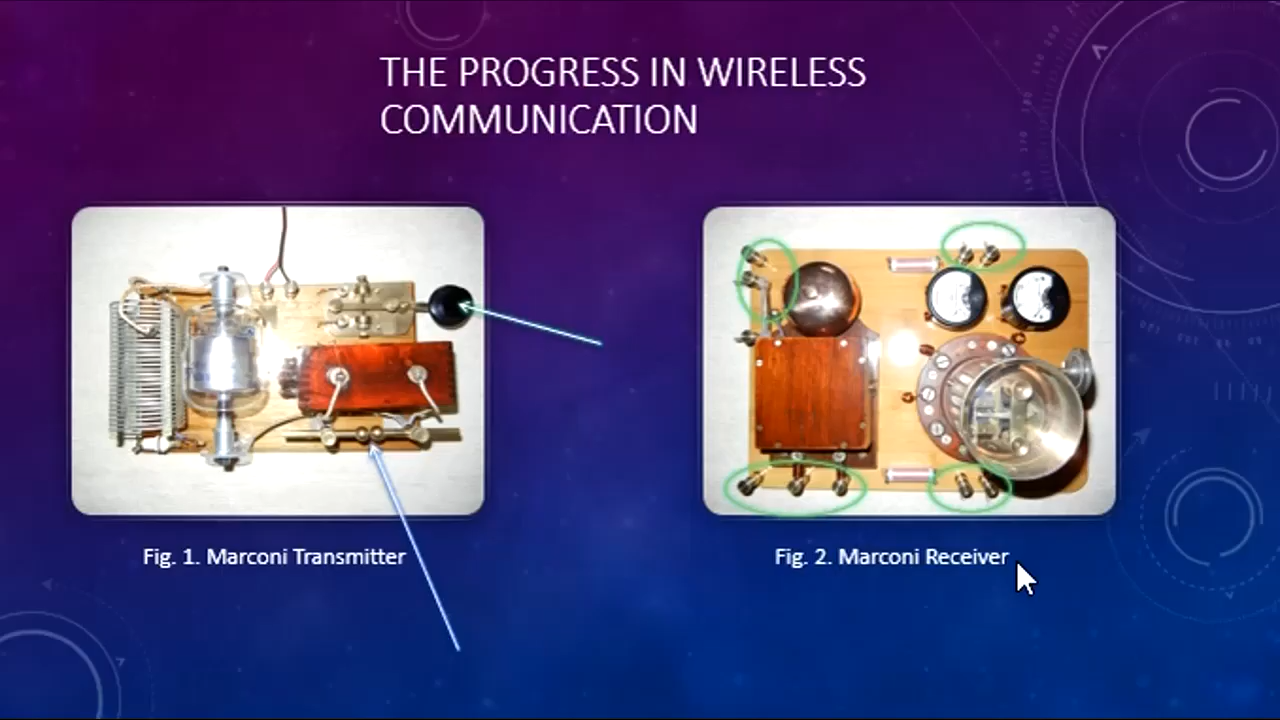 THE PROGRESS IN WIRELESS
COMMUNICATION
Fig. 1. Marconi Transmitter
Fig. 2. Marconi Receiver